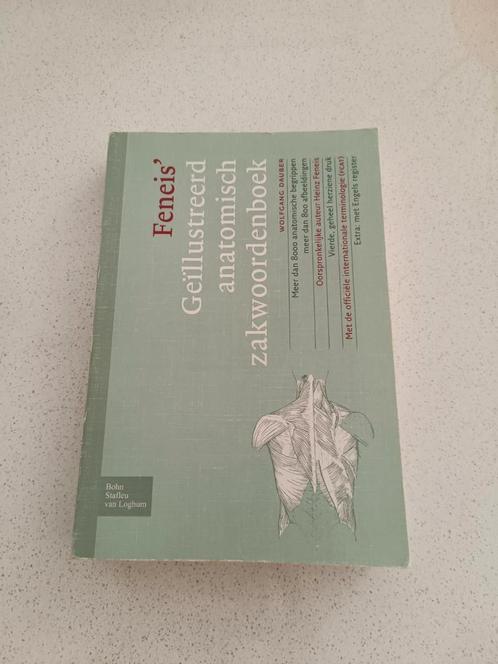 Feneis'
Geïllustreerd
anatomisch
zakwoordenboek
WOLFGANG DAUBER
Meer dan 8000 anatomische begrippen
meer dan 800 afbeeldingen
Oorspronkelijke auteur Heinz Feneis
Vierde, geheel herziene druk
Met de officiële internationale terminologie (FCAT)
Extra: met Engels register
Bohn
Stafleu
van Loghum